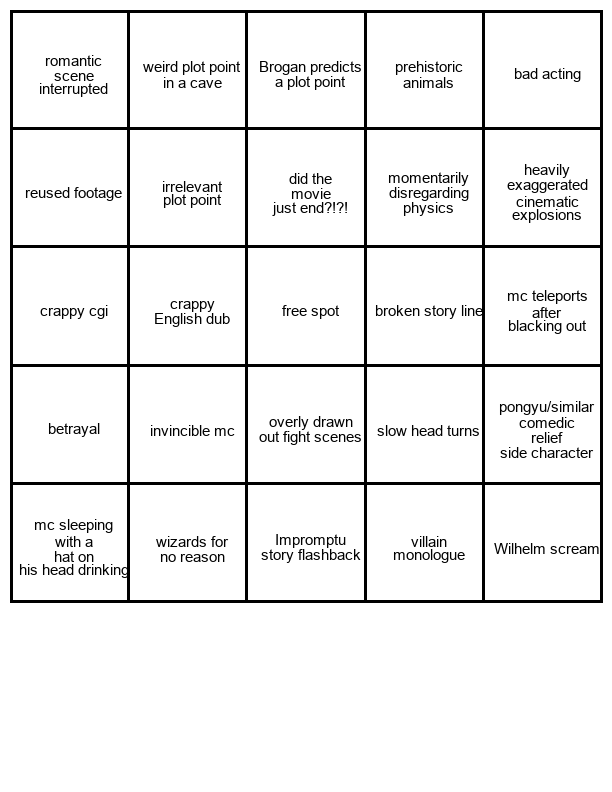 romantic
scene
interrupted
weird plot point
in a cave
Brogan predicts
a plot point
prehistoric
animals
bad acting
reused footage
irrelevant
plot point
did the
movie
just end?!?!
momentarily
disregarding
physics
heavily
exaggerated
cinematic
explosions
crappy cgi
crappy
English dub
free spot
broken story line
mc teleports
after
blacking out
betrayal
invincible mc
overly drawn
out fight scenes
slow head turns
pongyu/similar
comedic
relief
side character
mc sleeping
with a
hat on
his head drinking
wizards for
no reason
Impromptu
story flashback
villain
monologue
Wilhelm scream